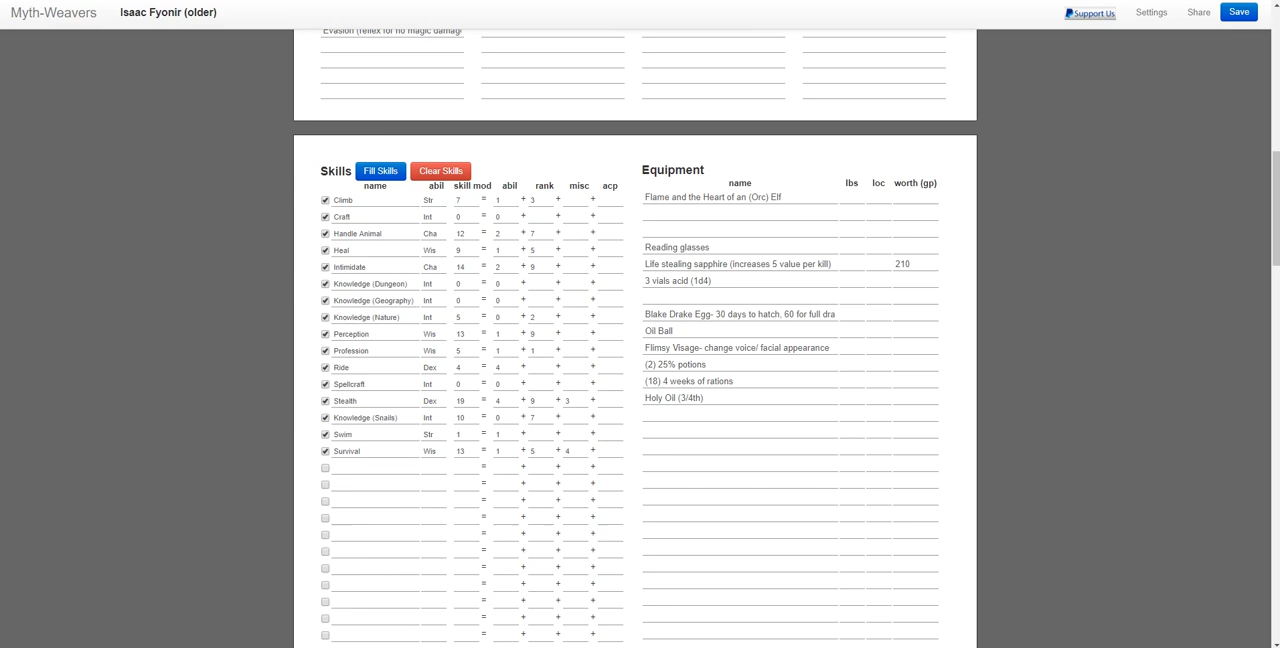 Myth-Weavers Isaac Fyonir (older) Support Us Settings Share Save
Evasion (reflex for no magic damag
Skills Fill Skills Clear Skills
name abil skill mod abil rank misc acp
Climb Str 7 = 1 + 3 + +
Craft Int 0 = 0 + + +
Handle Animal Cha 12 = 2 + 7 + +
Heal Wis 9 = 1 + 5 + +
Intimidate Cha 14 = 2 + 9 + +
Knowledge (Dungeon) Int 0 = 0 + + +
Knowledge (Geography) Int 0 = 0 + + +
Knowledge (Nature) Int 5 = 0 + 2 + +
Perception Wis 13 = 1 + 9 + +
Profession Wis 5 = 1 + 1 + +
Ride Dex 4 = 4 + + +
Spellcraft Int 0 = 0 + + +
Stealth Dex 19 = 4 + 9 + 3 +
Knowledge (Snails) Int 10 = 0 + 7 + +
Swim Str 1 = 1 + + +
Survival Wis 13 = 1 + 5 + 4 +
= + + +
= + + +
= + + +
= + + +
= + + +
= + + +
= + + +
= + + +
= + + +
= + + +
= + + +
Equipment
name lbs loc worth (gp)
Flame and the Heart of an (Orc) Elf
Reading glasses
Life stealing sapphire (increases 5 value per kill) 210
3 vials acid (1d4)
Blake Drake Egg- 30 days to hatch, 60 for full dra
Oil Ball
Flimsy Visage- change voice/ facial appearance
(2) 25% potions
(18) 4 weeks of rations
Holy Oil (3/4th)